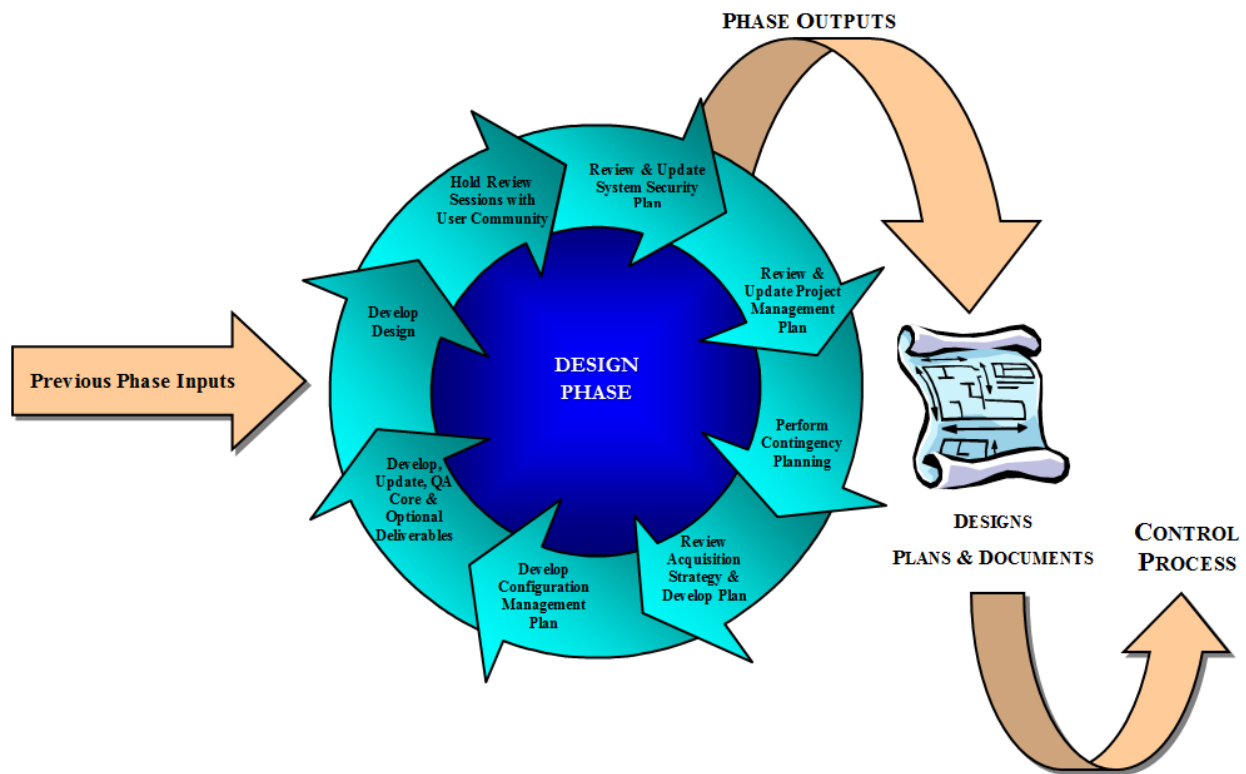 PHASE OUTPUTS
Hold Review
Sessions with
User Community
Review & Update
System Security
Plan
Review &
Update Project
Management
Plan
Develop
Design
Previous Phase Inputs
DESIGN
PHASE
Perform
Contingency
Planning
Develop,
Update, QA
Core &
Optional
Deliverables
Develop
Configuration
Management
Plan
Review
Acquisition
Strategy &
Develop Plan
DESIGNS
PLANS & DOCUMENTS
CONTROL
PROCESS